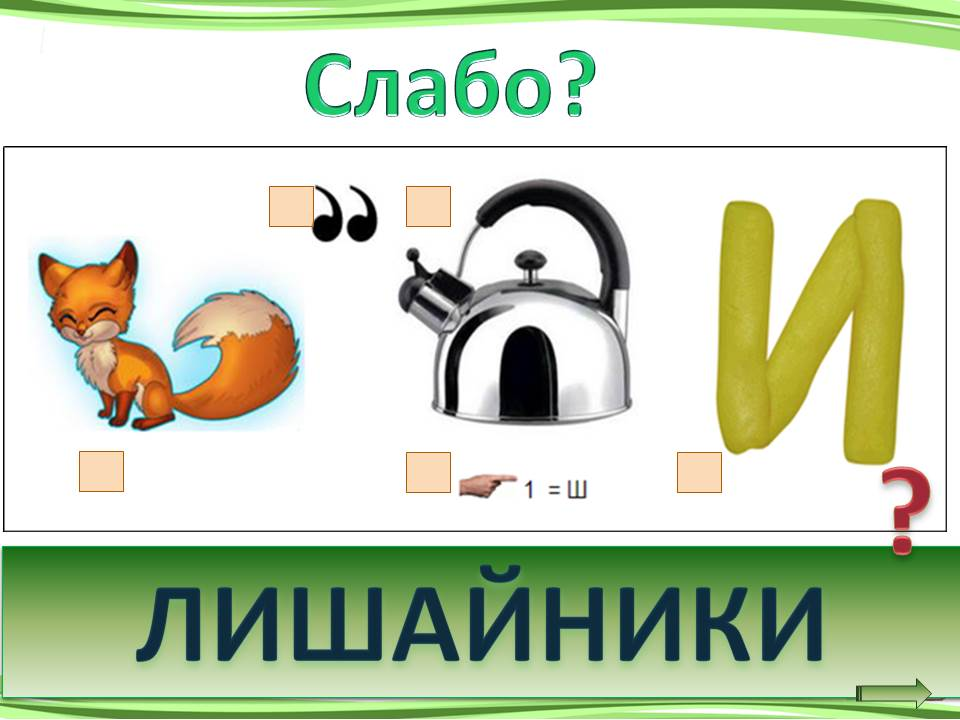 Слабо?
,,
И
1 = Ш
?
ЛИШАЙНИКИ